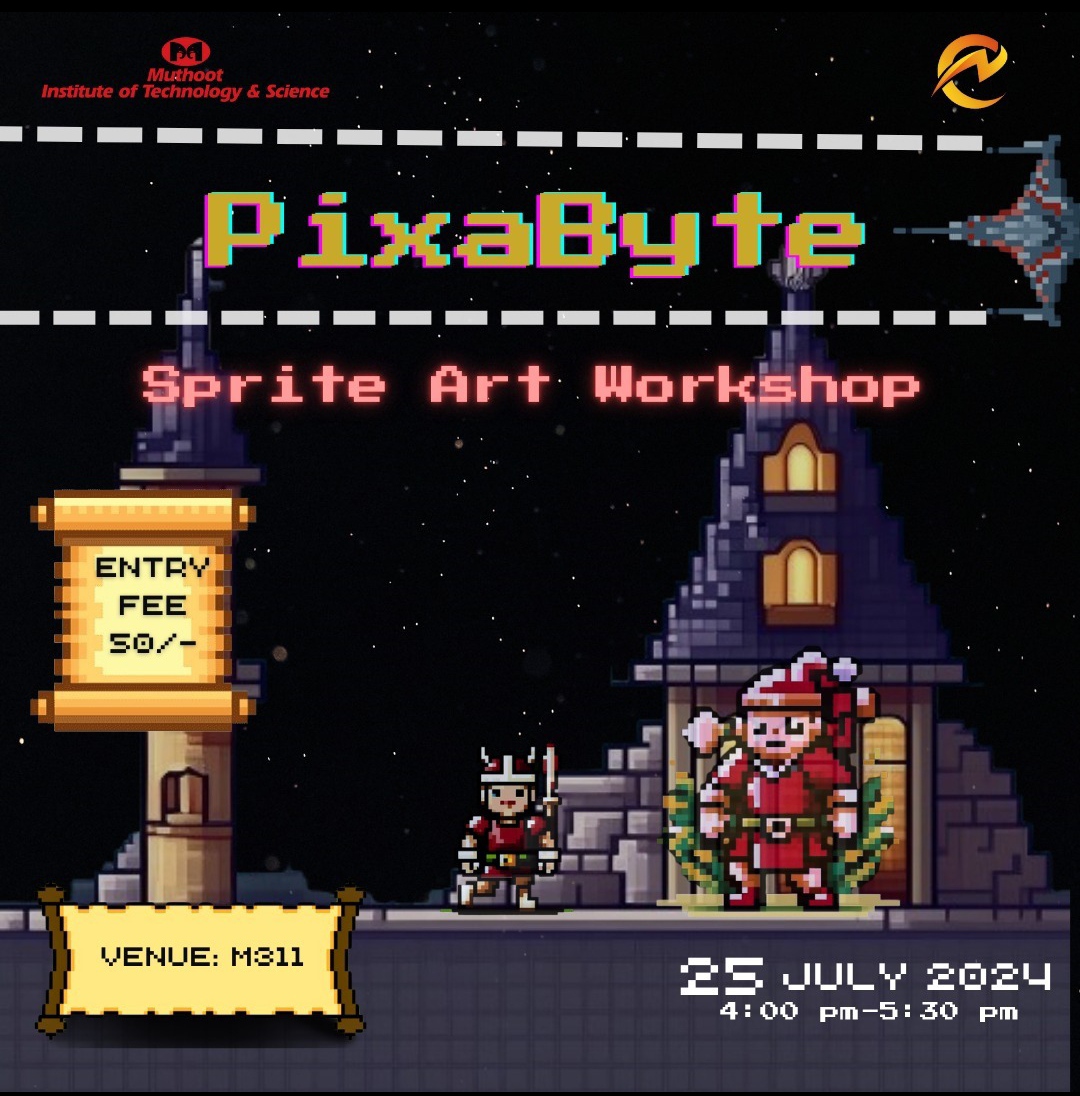 Muthoot
Institute of Technology & Science
PixaByte
Sprite Art Workshop
ENTRY
FEE
50/-
VENUE: M311
25 JULY 2024
4:00 pm-5:30 pm